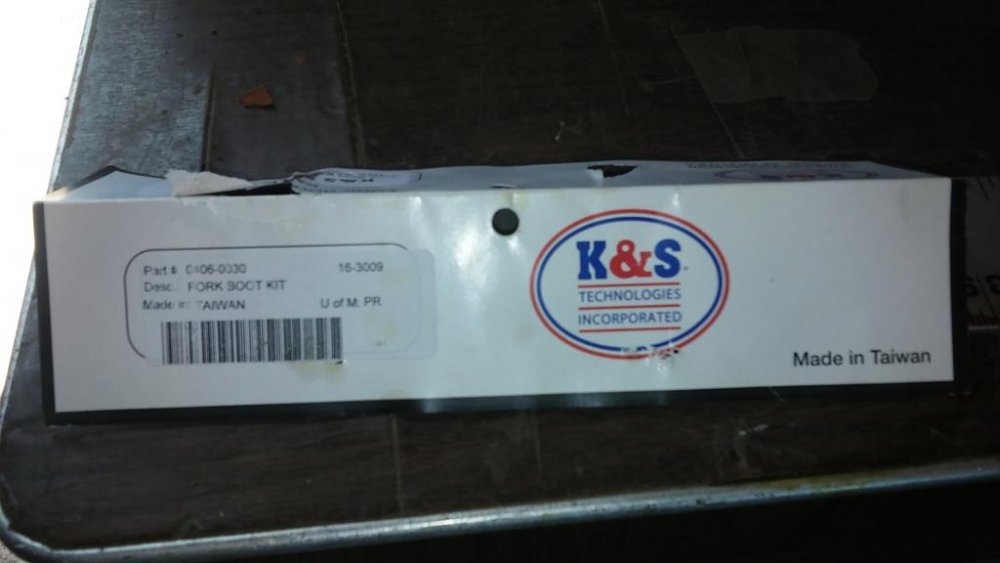 Part # 0406-0030 16-3009
Desc.: FORK BOOT KIT
Made in: TAIWAN U of M: PR
K&S
K&S
TECHNOLOGIES
INCORPORATED
Made in Taiwan